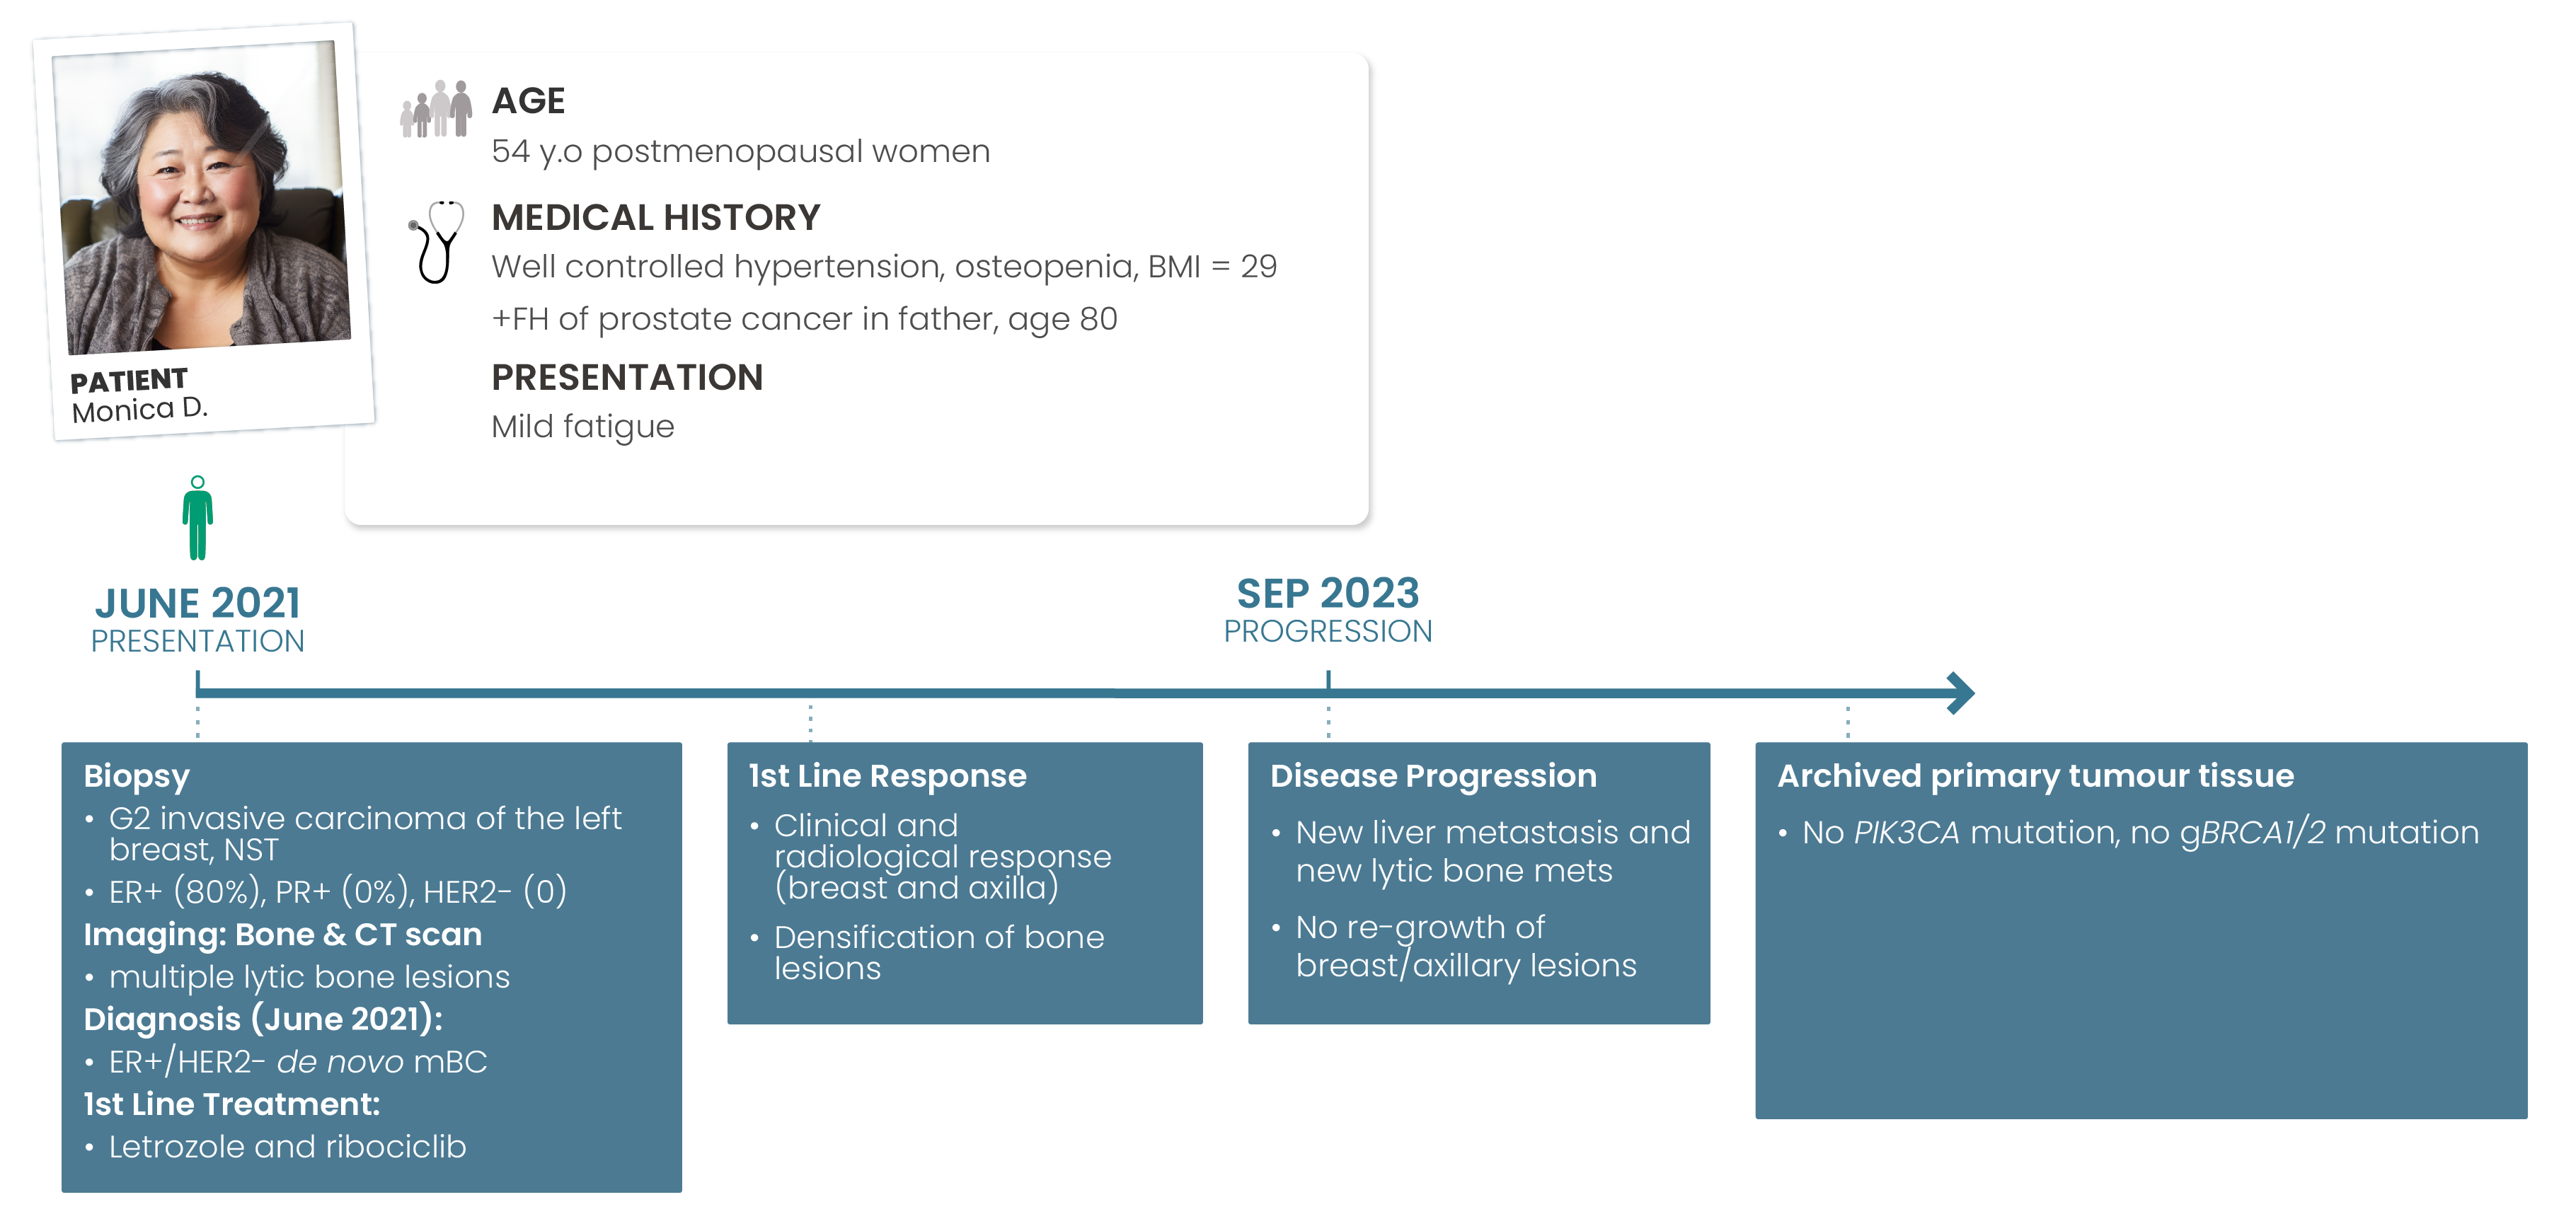 AGE
54 y.o postmenopausal women
MEDICAL HISTORY
Well controlled hypertension, osteopenia, BMI = 29
+FH of prostate cancer in father, age 80
PRESENTATION
Mild fatigue
PATIENT
Monica D.
JUNE 2021
PRESENTATION
SEP 2023
PROGRESSION
Biopsy
• G2 invasive carcinoma of the left
breast, NST
• ER+ (80%), PR+ (0%), HER2- (0)
Imaging: Bone & CT scan
• multiple lytic bone lesions
Diagnosis (June 2021):
• ER+/HER2- de novo mBC
1st Line Treatment:
• Letrozole and ribociclib
1st Line Response
• Clinical and
radiological response
(breast and axilla)
• Densification of bone
lesions
Disease Progression
• New liver metastasis and
new lytic bone mets
• No re-growth of
breast/axillary lesions
Archived primary tumour tissue
• No PIK3CA mutation, no gBRCA1/2 mutation